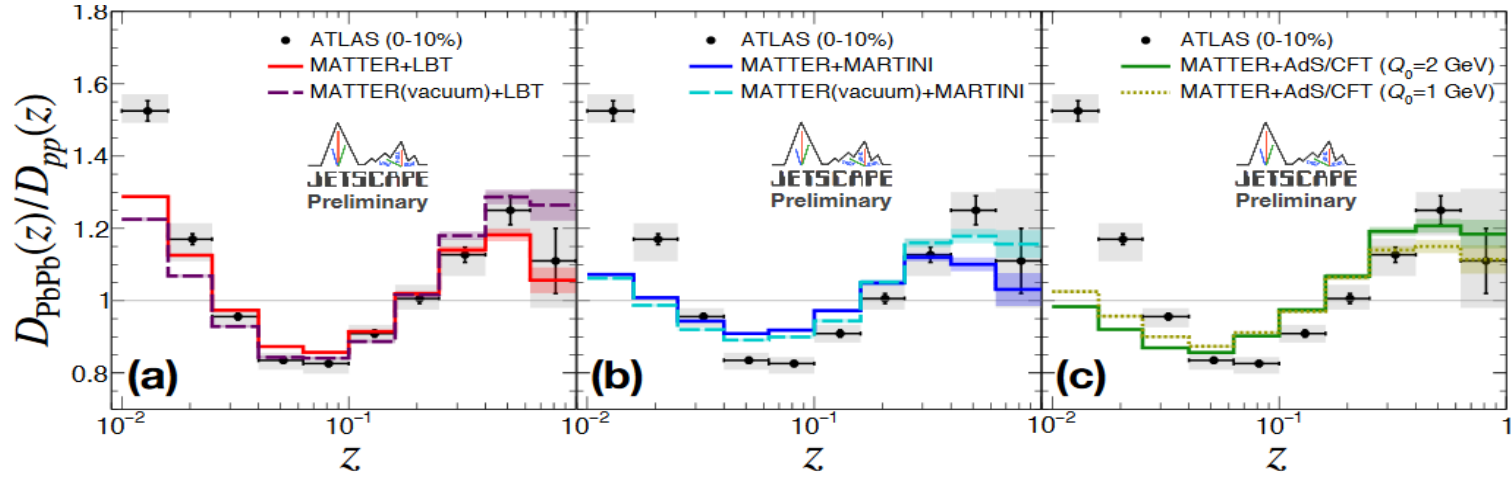 D_PbPb(z)/D_pp(z)
1.8
1.6
1.4
1.2
1
0.8
ATLAS (0-10%)
MATTER+LBT
MATTER(vacuum)+LBT
JETSCAPE
Preliminary
(a)
10⁻²
10⁻¹
z
ATLAS (0-10%)
MATTER+MARTINI
MATTER(vacuum)+MARTINI
JETSCAPE
Preliminary
(b)
10⁻²
10⁻¹
z
ATLAS (0-10%)
MATTER+AdS/CFT (Q₀=2 GeV)
MATTER+AdS/CFT (Q₀=1 GeV)
JETSCAPE
Preliminary
(c)
10⁻²
10⁻¹
1
z